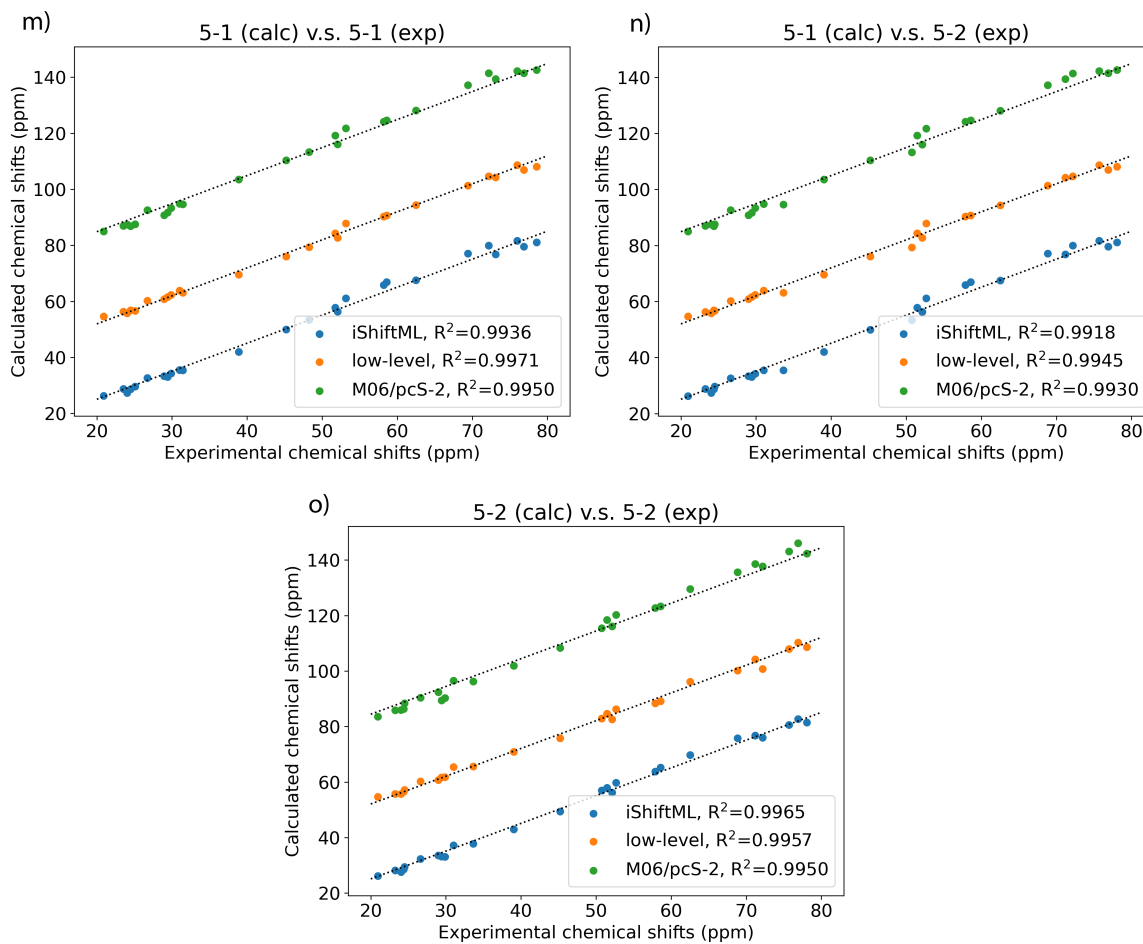 m)
5-1 (calc) v.s. 5-1 (exp)
Calculated chemical shifts (ppm)
140
120
100
80
60
40
20
iShiftML, R²=0.9936
low-level, R²=0.9971
M06/pcS-2, R²=0.9950
20 30 40 50 60 70 80
Experimental chemical shifts (ppm)
n)
5-1 (calc) v.s. 5-2 (exp)
Calculated chemical shifts (ppm)
140
120
100
80
60
40
20
iShiftML, R²=0.9918
low-level, R²=0.9945
M06/pcS-2, R²=0.9930
20 30 40 50 60 70 80
Experimental chemical shifts (ppm)
o)
5-2 (calc) v.s. 5-2 (exp)
Calculated chemical shifts (ppm)
140
120
100
80
60
40
20
iShiftML, R²=0.9965
low-level, R²=0.9957
M06/pcS-2, R²=0.9950
20 30 40 50 60 70 80
Experimental chemical shifts (ppm)